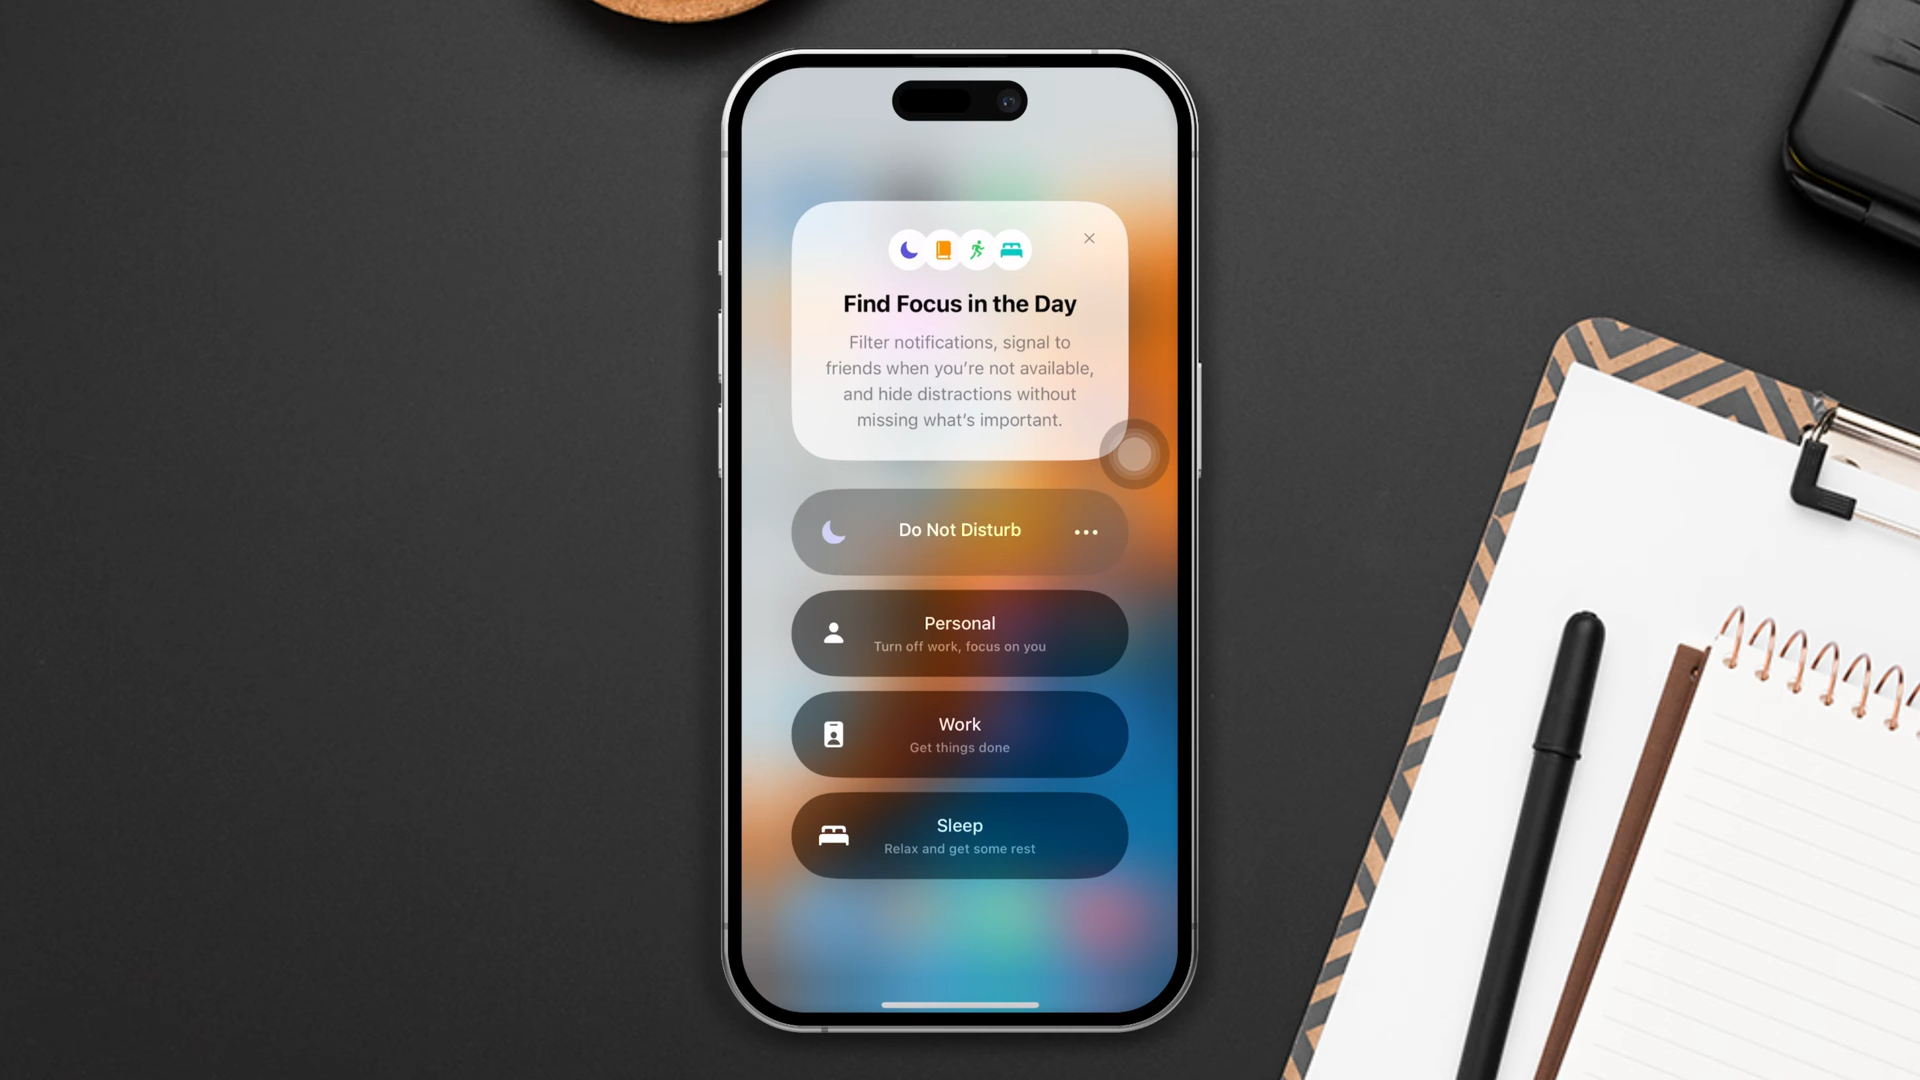 Find Focus in the Day
Filter notifications, signal to
friends when you’re not available,
and hide distractions without
missing what’s important.
Do Not Disturb
Personal
Turn off work, focus on you
Work
Get things done
Sleep
Relax and get some rest